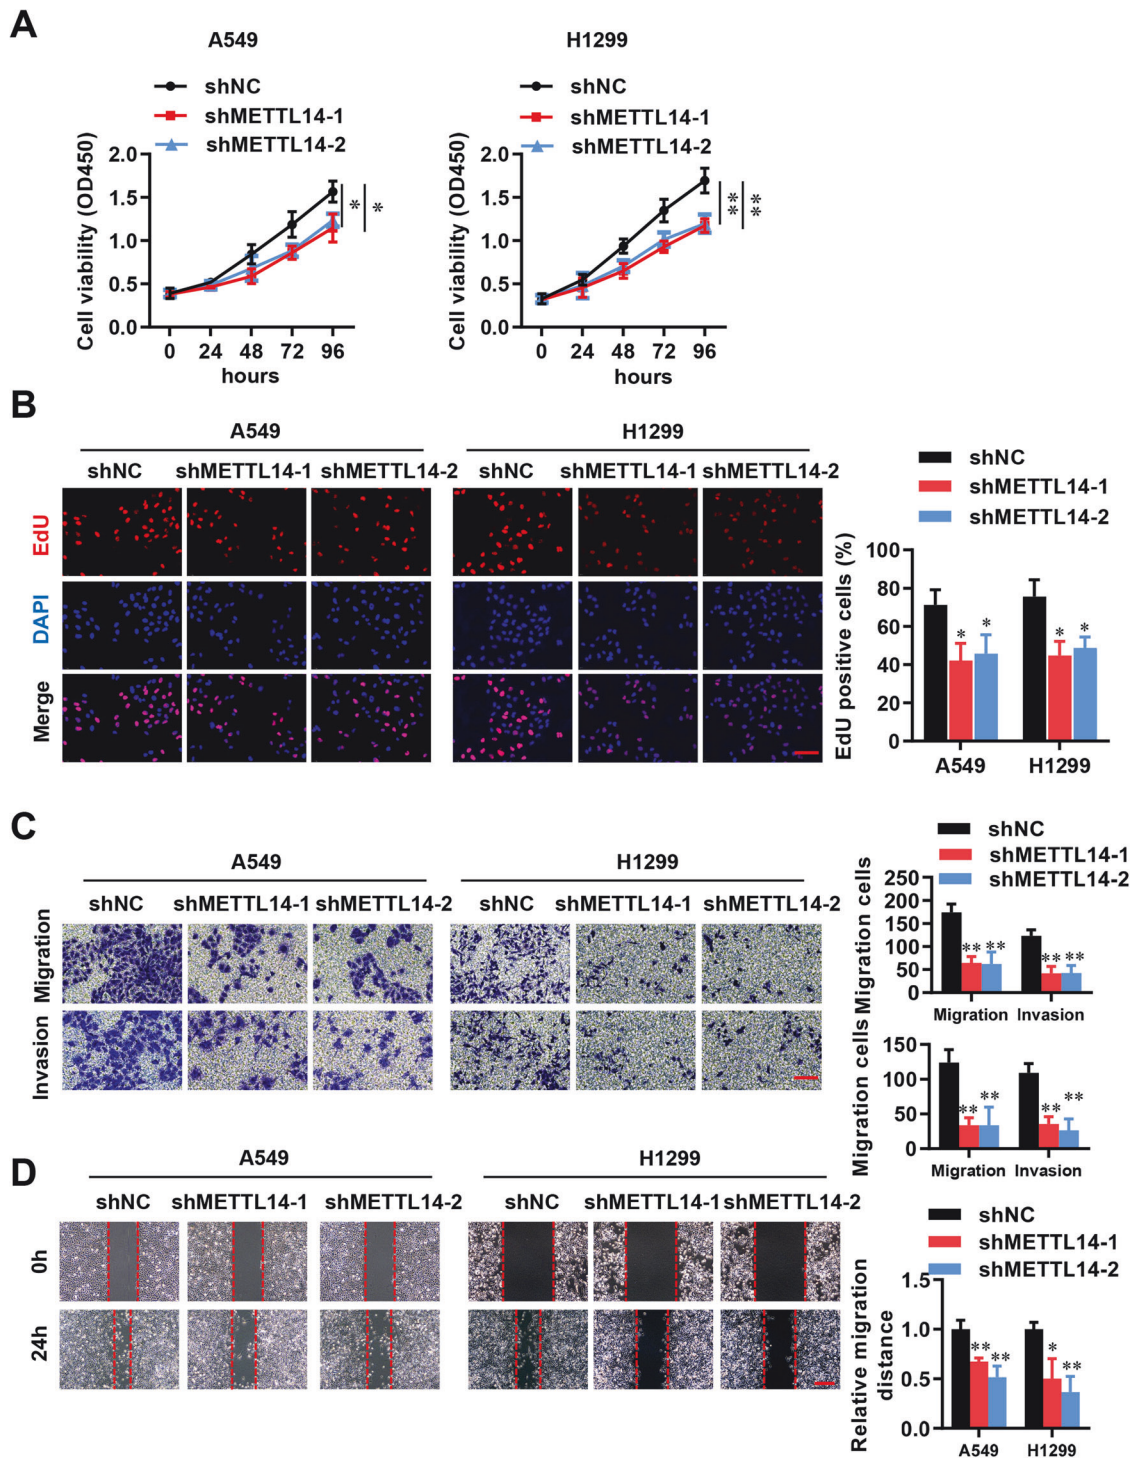 A
A549
shNC
shMETTL14-1
shMETTL14-2
Cell viability (OD450)
2.0
1.5
1.0
0.5
0.0
*
*
0 24 48 72 96
hours
H1299
shNC
shMETTL14-1
shMETTL14-2
Cell viability (OD450)
2.0
1.5
1.0
0.5
0.0
**
**
0 24 48 72 96
hours
B
A549
H1299
shNC shMETTL14-1 shMETTL14-2 shNC shMETTL14-1 shMETTL14-2
EdU
DAPI
Merge
shNC
shMETTL14-1
shMETTL14-2
EdU positive cells (%)
100
80
60
40
20
0
* * * *
A549 H1299
C
A549
H1299
shNC shMETTL14-1 shMETTL14-2 shNC shMETTL14-1 shMETTL14-2
Migration
Invasion
shNC
shMETTL14-1
shMETTL14-2
Migration cells
250
200
150
100
50
0
** ** ** **
Migration Invasion
Migration cells
150
100
50
0
** ** ** **
Migration Invasion
D
A549
H1299
shNC shMETTL14-1 shMETTL14-2 shNC shMETTL14-1 shMETTL14-2
0h
24h
shNC
shMETTL14-1
shMETTL14-2
Relative migration
distance
1.5
1.0
0.5
0.0
** ** * **
A549 H1299